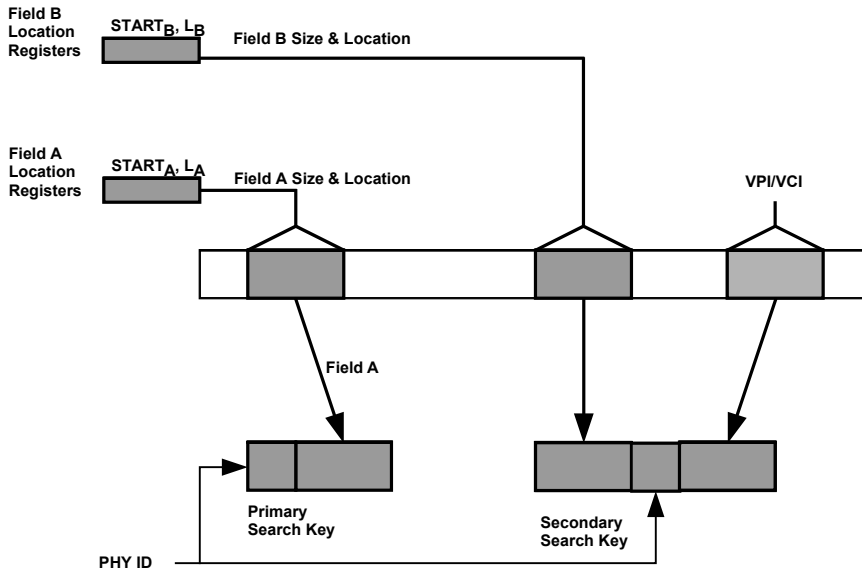 Field B
Location
Registers
START_B, L_B
Field B Size & Location
Field A
Location
Registers
START_A, L_A
Field A Size & Location
VPI/VCI
Field A
Primary
Search Key
Secondary
Search Key
PHY ID